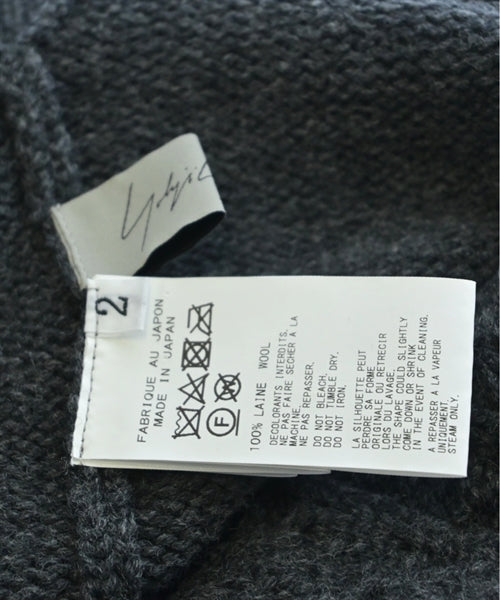 Yohji
2
FABRIQUE AU JAPON
MADE IN JAPAN
F
100% LAINE WOOL
DECOLORANTS INTERDITS.
NE PAS FAIRE SECHER A LA
MACHINE.
NE PAS REPASSER.
DO NOT BLEACH.
DO NOT TUMBLE DRY.
DO NOT IRON.
LA SILHOUETTE PEUT
PERDRE SA FORME
ORIGINALE OU RETRECIR
LORS DU LAVAGE.
THE SHAPE COULD SLIGHTLY
COME DOWN OR SHRINK
IN THE EVENT OF CLEANING.
A REPASSER A LA VAPEUR
UNIQUEMENT.
STEAM ONLY.